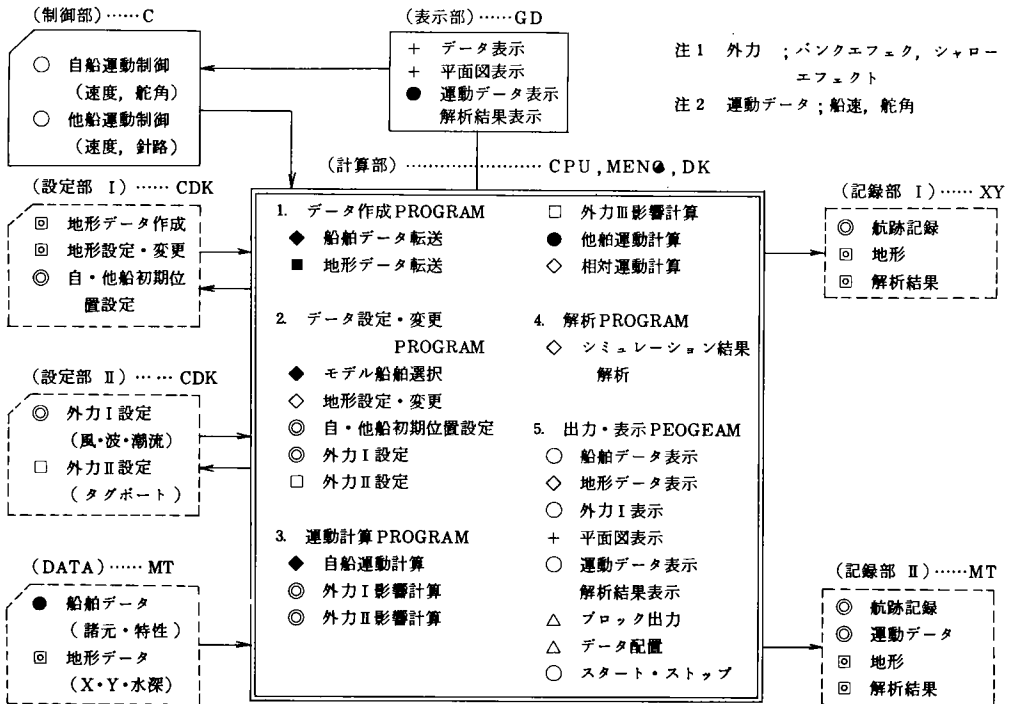 (制御部)……C
○ 自船運動制御
(速度,舵角)
○ 他船運動制御
(速度,針路)
(表示部)……GD
+ データ表示
+ 平面図表示
● 運動データ表示
解析結果表示
注1 外力 ;バンクエフェク,シャロー
エフェクト
注2 運動データ;船速,舵角
(設定部 Ⅰ)……CDK
回 地形データ作成
回 地形設定・変更
◎ 自・他船初期位
置設定
(設定部 Ⅱ)……CDK
◎ 外力Ⅰ設定
(風・波・潮流)
□ 外力Ⅱ設定
(タグボート)
(DATA)……MT
● 船舶データ
(諸元・特性)
回 地形データ
(X・Y・水深)
(計算部)……………………CPU,MEN●,DK
1. データ作成PROGRAM
◆ 船舶データ転送
■ 地形データ転送
2. データ設定・変更
PROGRAM
◆ モデル船舶選択
◇ 地形設定・変更
◎ 自・他船初期位置設定
◎ 外力Ⅰ設定
□ 外力Ⅱ設定
3. 運動計算PROGRAM
◆ 自船運動計算
◎ 外力Ⅰ影響計算
◎ 外力Ⅱ影響計算
□ 外力Ⅲ影響計算
● 他船運動計算
◇ 相対運動計算
4. 解析PROGRAM
◇ シミュレーション結果
解析
5. 出力・表示PEOGEAM
○ 船舶データ表示
◇ 地形データ表示
○ 外力Ⅰ表示
+ 平面図表示
○ 運動データ表示
解析結果表示
△ ブロック出力
△ データ配置
○ スタート・ストップ
(記録部 Ⅰ)……XY
◎ 航跡記録
回 地形
回 解析結果
(記録部 Ⅱ)……MT
◎ 航跡記録
◎ 運動データ
回 地形
回 解析結果